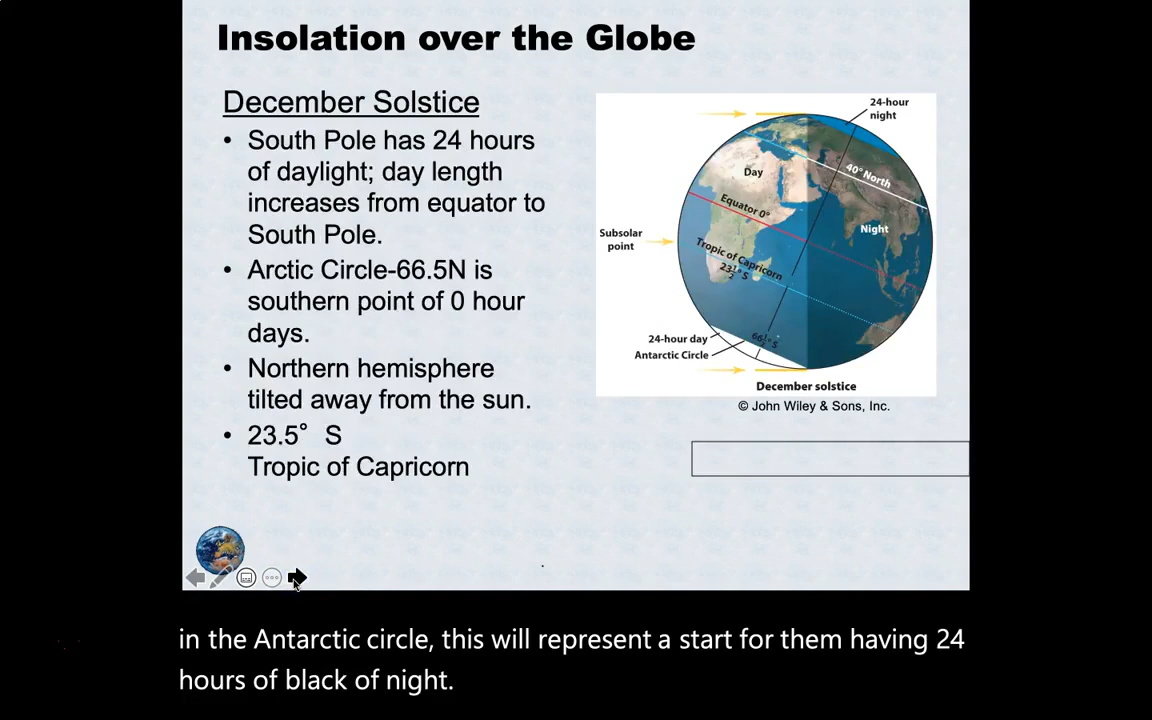 Insolation over the Globe
December Solstice
• South Pole has 24 hours
of daylight; day length
increases from equator to
South Pole.
• Arctic Circle-66.5N is
southern point of 0 hour
days.
• Northern hemisphere
tilted away from the sun.
• 23.5° S
Tropic of Capricorn
24-hour
night
Day
40° North
Equator 0°
Night
Subsolar
point
Tropic of Capricorn
23½° S
66½° S
24-hour day
Antarctic Circle
December solstice
© John Wiley & Sons, Inc.
in the Antarctic circle, this will represent a start for them having 24
hours of black of night.